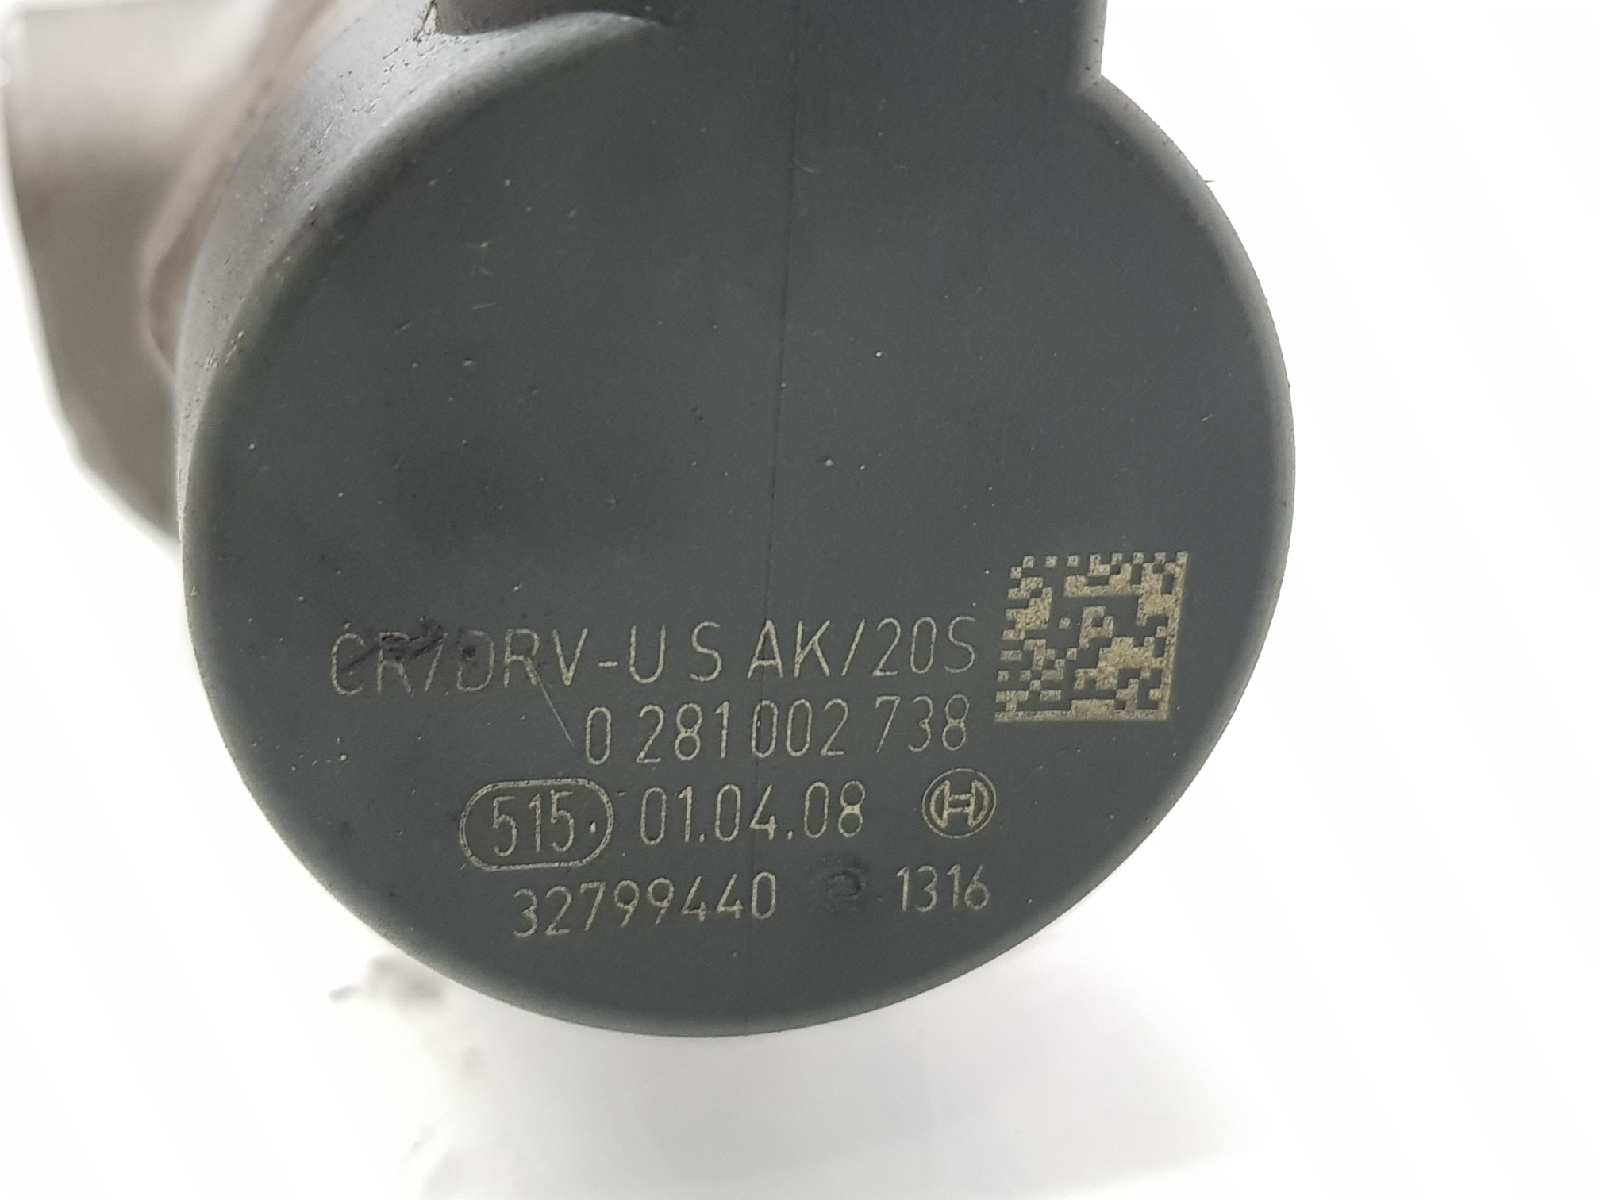 CR/DRV-U S AK/20S
0 281 002 738
515 01.04.08
32799440 1316